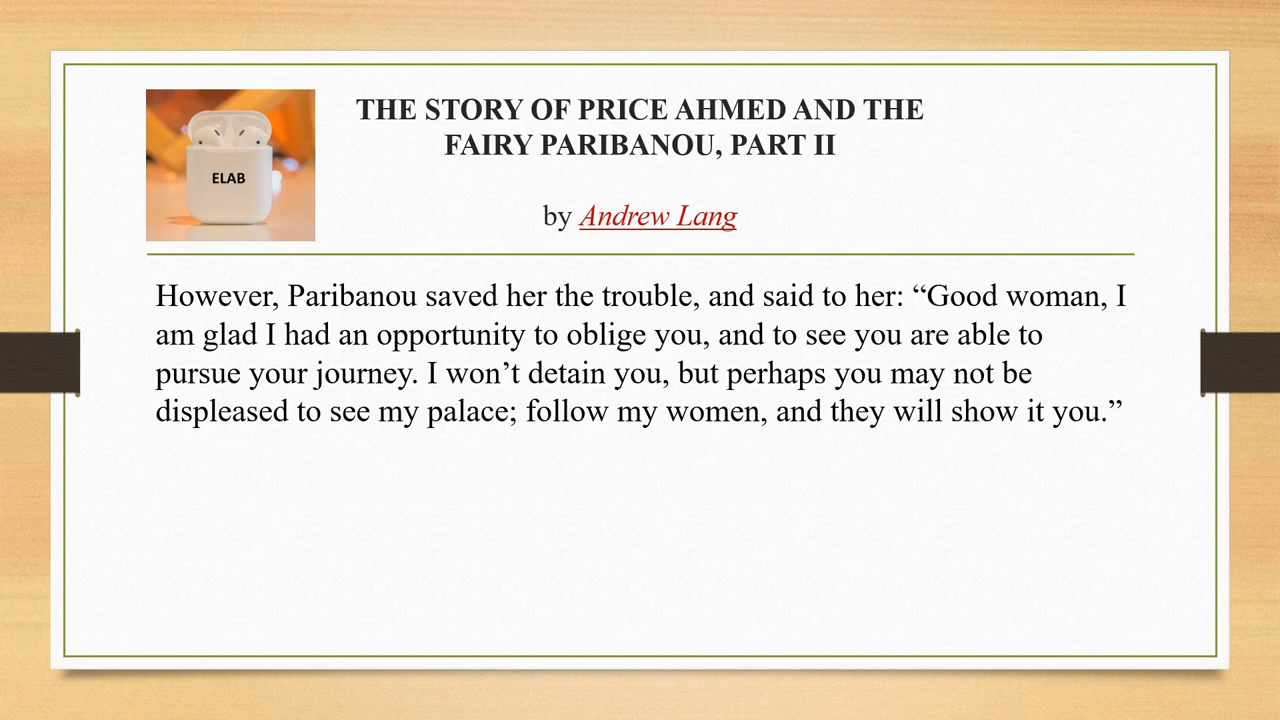 THE STORY OF PRICE AHMED AND THE
FAIRY PARIBANOU, PART II
ELAB
by Andrew Lang
However, Paribanou saved her the trouble, and said to her: “Good woman, I
am glad I had an opportunity to oblige you, and to see you are able to
pursue your journey. I won’t detain you, but perhaps you may not be
displeased to see my palace; follow my women, and they will show it you.”